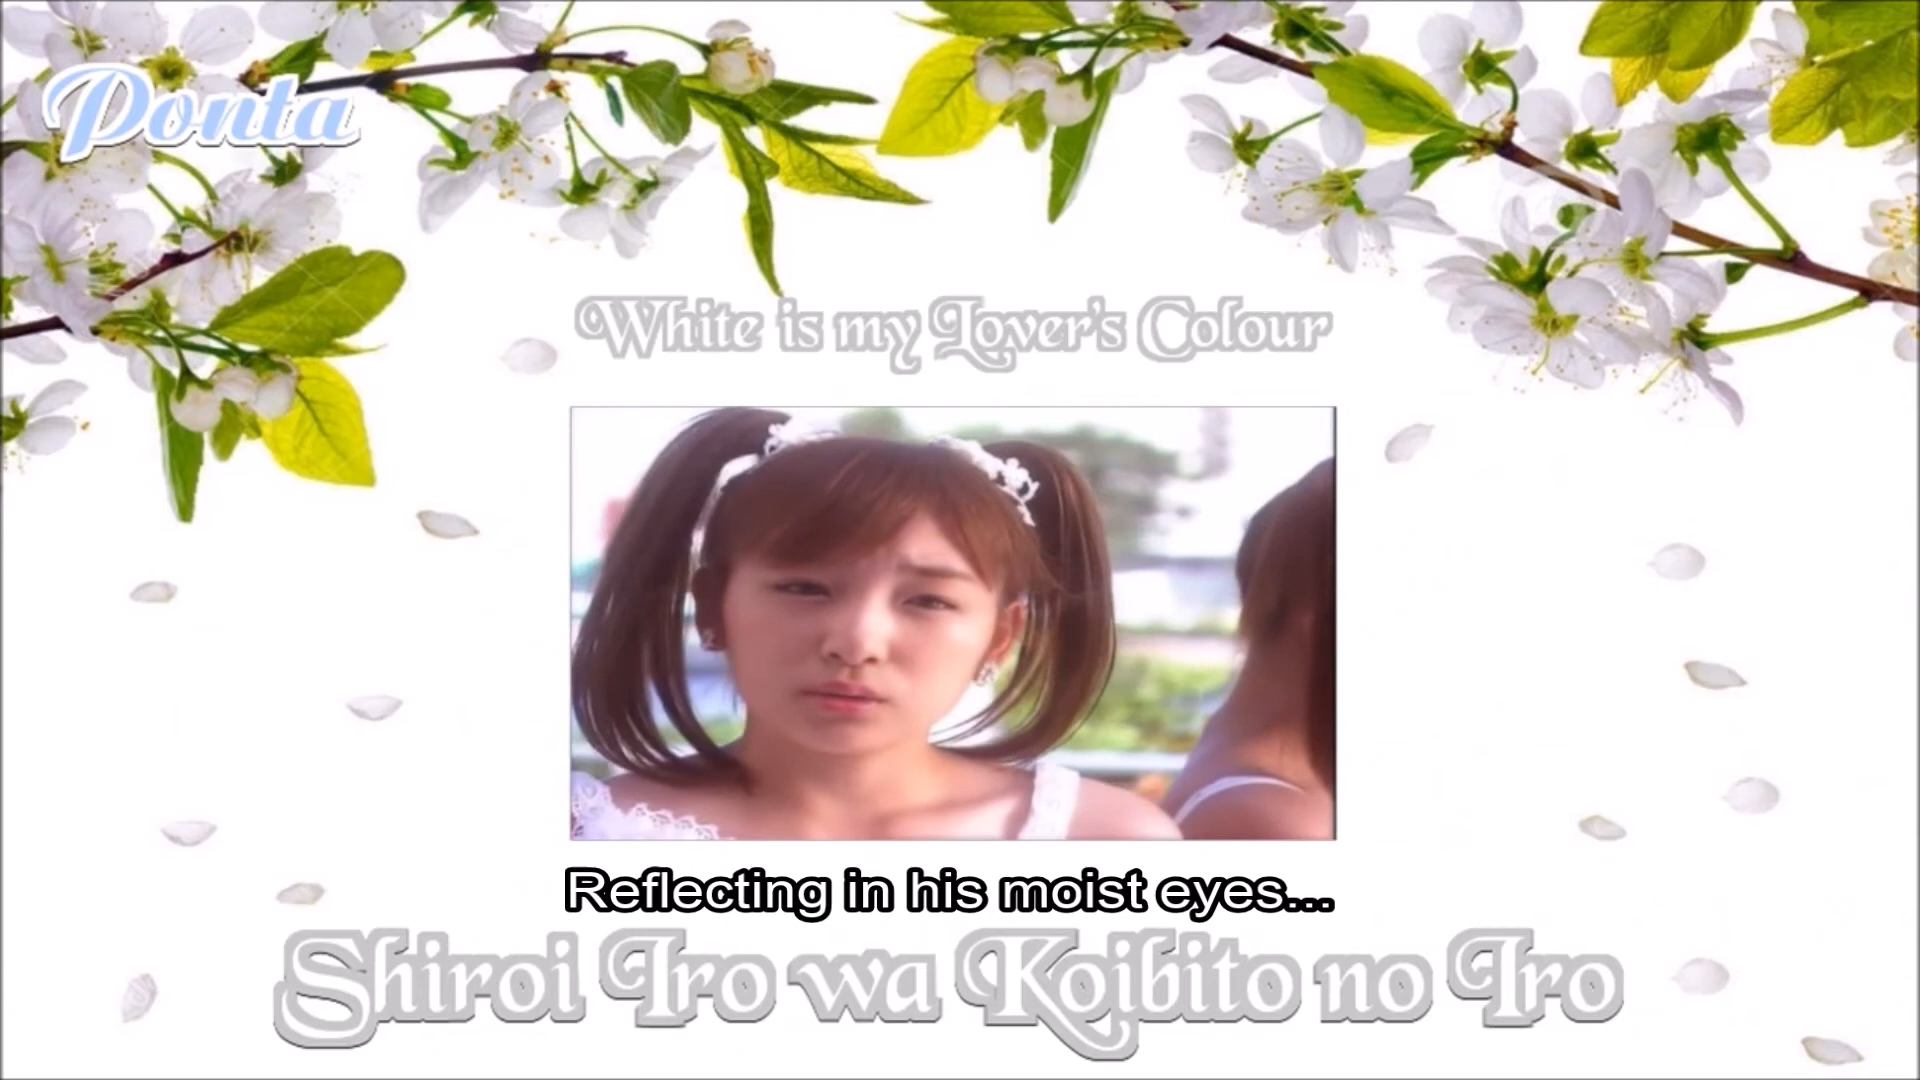 Ponta
White is my Lover's Colour
Reflecting in his moist eyes...
Shiroi Iro wa Koibito no Iro